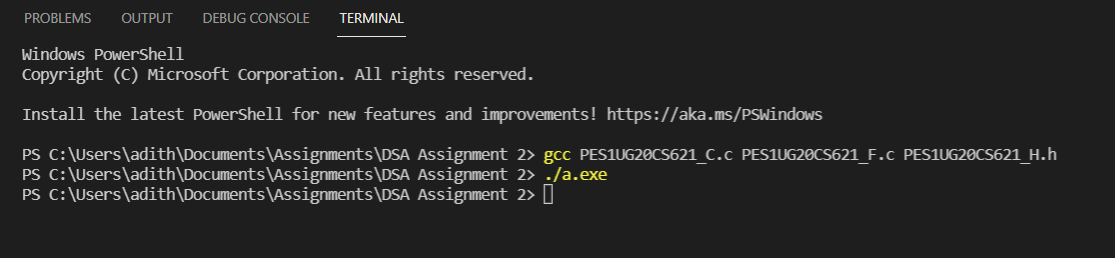 PROBLEMS OUTPUT DEBUG CONSOLE TERMINAL
Windows PowerShell
Copyright (C) Microsoft Corporation. All rights reserved.
Install the latest PowerShell for new features and improvements! https://aka.ms/PSWindows
PS C:\Users\adith\Documents\Assignments\DSA Assignment 2> gcc PES1UG20CS621_C.c PES1UG20CS621_F.c PES1UG20CS621_H.h
PS C:\Users\adith\Documents\Assignments\DSA Assignment 2> ./a.exe
PS C:\Users\adith\Documents\Assignments\DSA Assignment 2>